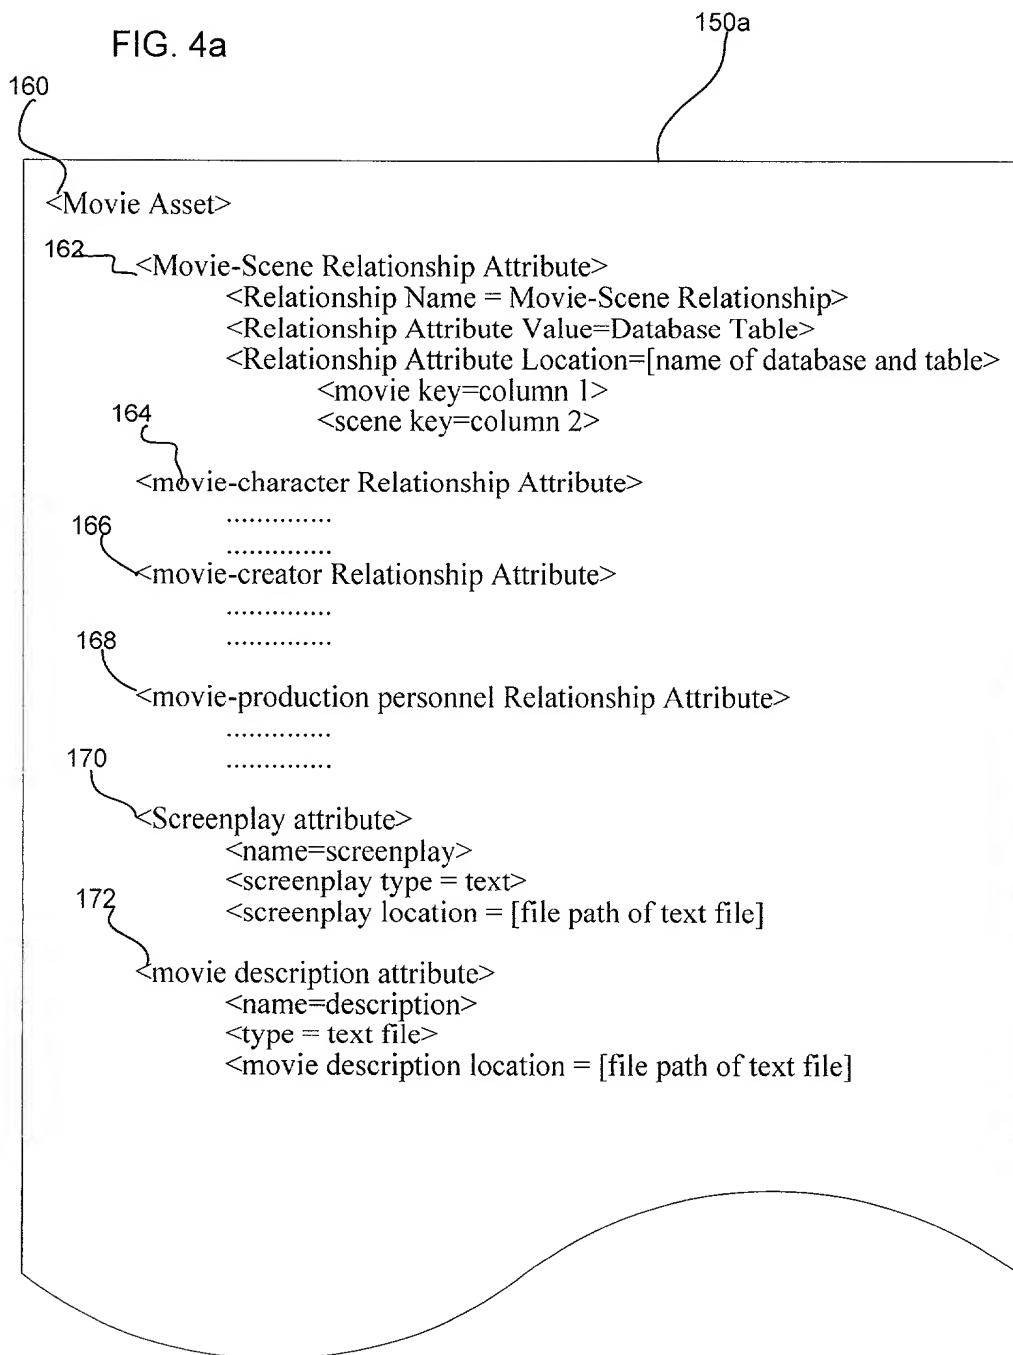 FIG. 4a
150a
160
<Movie Asset>
162
<Movie-Scene Relationship Attribute>
<Relationship Name = Movie-Scene Relationship>
<Relationship Attribute Value=Database Table>
<Relationship Attribute Location=[name of database and table>
<movie key=column 1>
<scene key=column 2>
164
<movie-character Relationship Attribute>
..............
..............
166
<movie-creator Relationship Attribute>
..............
..............
168
<movie-production personnel Relationship Attribute>
..............
..............
170
<Screenplay attribute>
<name=screenplay>
<screenplay type = text>
<screenplay location = [file path of text file]
172
<movie description attribute>
<name=description>
<type = text file>
<movie description location = [file path of text file]